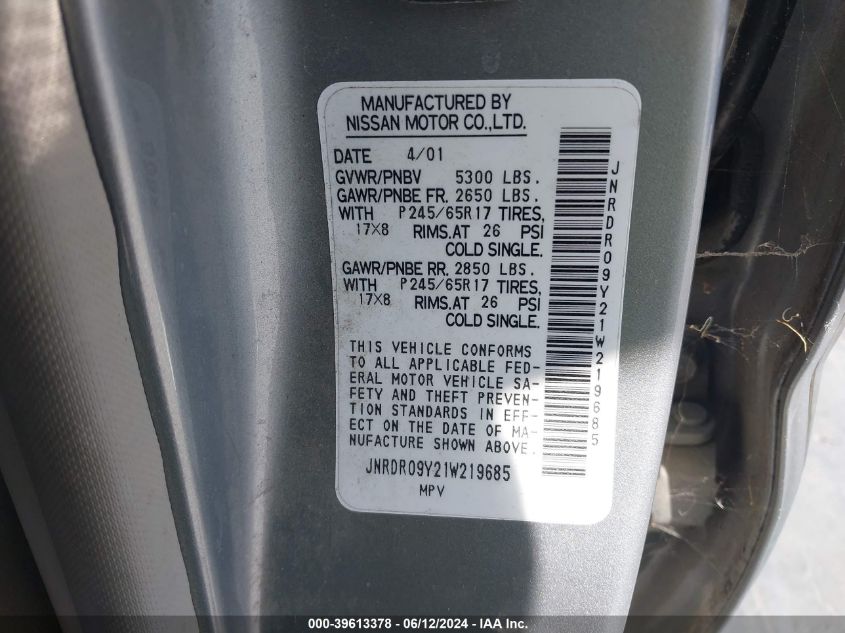 MANUFACTURED BY
NISSAN MOTOR CO.,LTD.
DATE 4/01
GVWR/PNBV 5300 LBS.
GAWR/PNBE FR. 2650 LBS.
WITH P245/65R17 TIRES,
17X8 RIMS.AT 26 PSI
COLD SINGLE.
GAWR/PNBE RR. 2850 LBS.
WITH P245/65R17 TIRES,
17X8 RIMS.AT 26 PSI
COLD SINGLE.
THIS VEHICLE CONFORMS
TO ALL APPLICABLE FED-
ERAL MOTOR VEHICLE SA-
FETY AND THEFT PREVEN-
TION STANDARDS IN EFF-
ECT ON THE DATE OF MA-
NUFACTURE SHOWN ABOVE.
JNRDR09Y21W219685
MPV
JNRDR09Y21W219685
000-39613378 - 06/12/2024 - IAA, Inc.